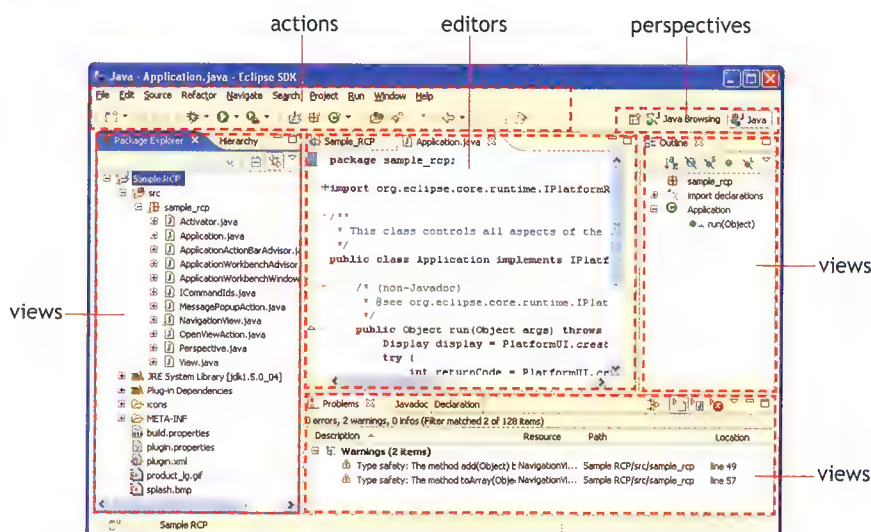 actions editors perspectives
Java - Application.java - Eclipse SDK
File Edit Source Refactor Navigate Search Project Run Window Help
Java Browsing Java
Package Explorer Hierarchy
Sample RCP
src
sample_rcp
Activator.java
Application.java
ApplicationActionBarAdvisor.j
ApplicationWorkbenchAdvisor
ApplicationWorkbenchWindow
ICommandIds.java
MessagePopupAction.java
NavigationView.java
OpenViewAction.java
Perspective.java
View.java
JRE System Library [jdk1.5.0_04]
Plug-in Dependencies
icons
META-INF
build.properties
plugin.properties
plugin.xml
product_lg.gif
splash.bmp
views
Sample_RCP Application.java
package sample_rcp;
import org.eclipse.core.runtime.IPlatformR
/**
* This class controls all aspects of the
*/
public class Application implements IPlatf
/* (non-Javadoc)
* @see org.eclipse.core.runtime.IPlat
*/
public Object run(Object args) throws
Display display = PlatformUI.creat
try {
int returnCode = PlatformUI.cr
Outline
sample_rcp
import declarations
Application
run(Object)
views
Problems Javadoc Declaration
0 errors, 2 warnings, 0 infos (Filter matched 2 of 128 items)
Description Resource Path Location
Warnings (2 items)
Type safety: The method add(Object) b NavigationVi... Sample RCP/src/sample_rcp line 49
Type safety: The method toArray(Obje NavigationVi... Sample RCP/src/sample_rcp line 57
views
Sample RCP